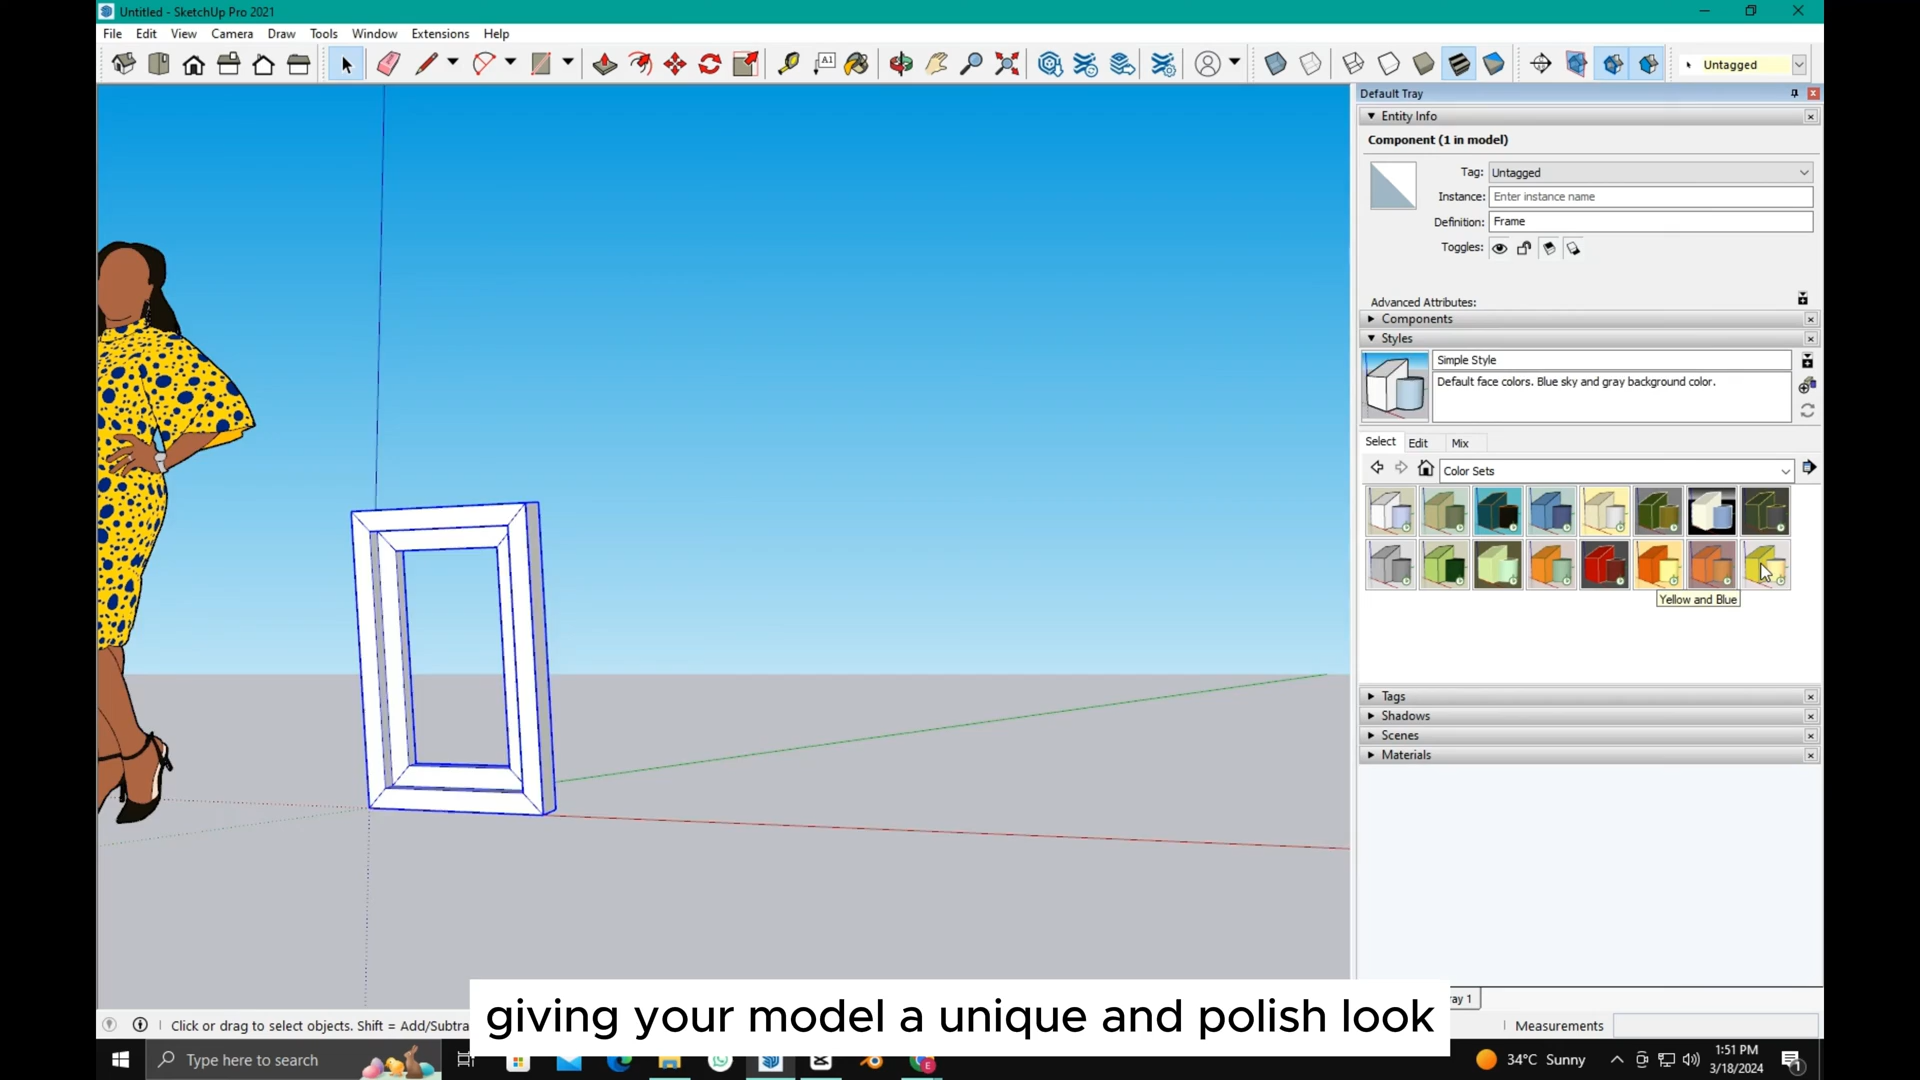 Untitled - SketchUp Pro 2021
File Edit View Camera Draw Tools Window Extensions Help
A1
Untagged
Default Tray
Entity Info
Component (1 in model)
Tag: Untagged
Instance: Enter instance name
Definition: Frame
Toggles:
Advanced Attributes:
Components
Styles
Simple Style
Default face colors. Blue sky and gray background color.
Select Edit Mix
Color Sets
Yellow and Blue
Tags
Shadows
Scenes
Materials
ray 1
Click or drag to select objects. Shift = Add/Subtra
Measurements
giving your model a unique and polish look
Type here to search
34°C Sunny
1:51 PM
3/18/2024
1